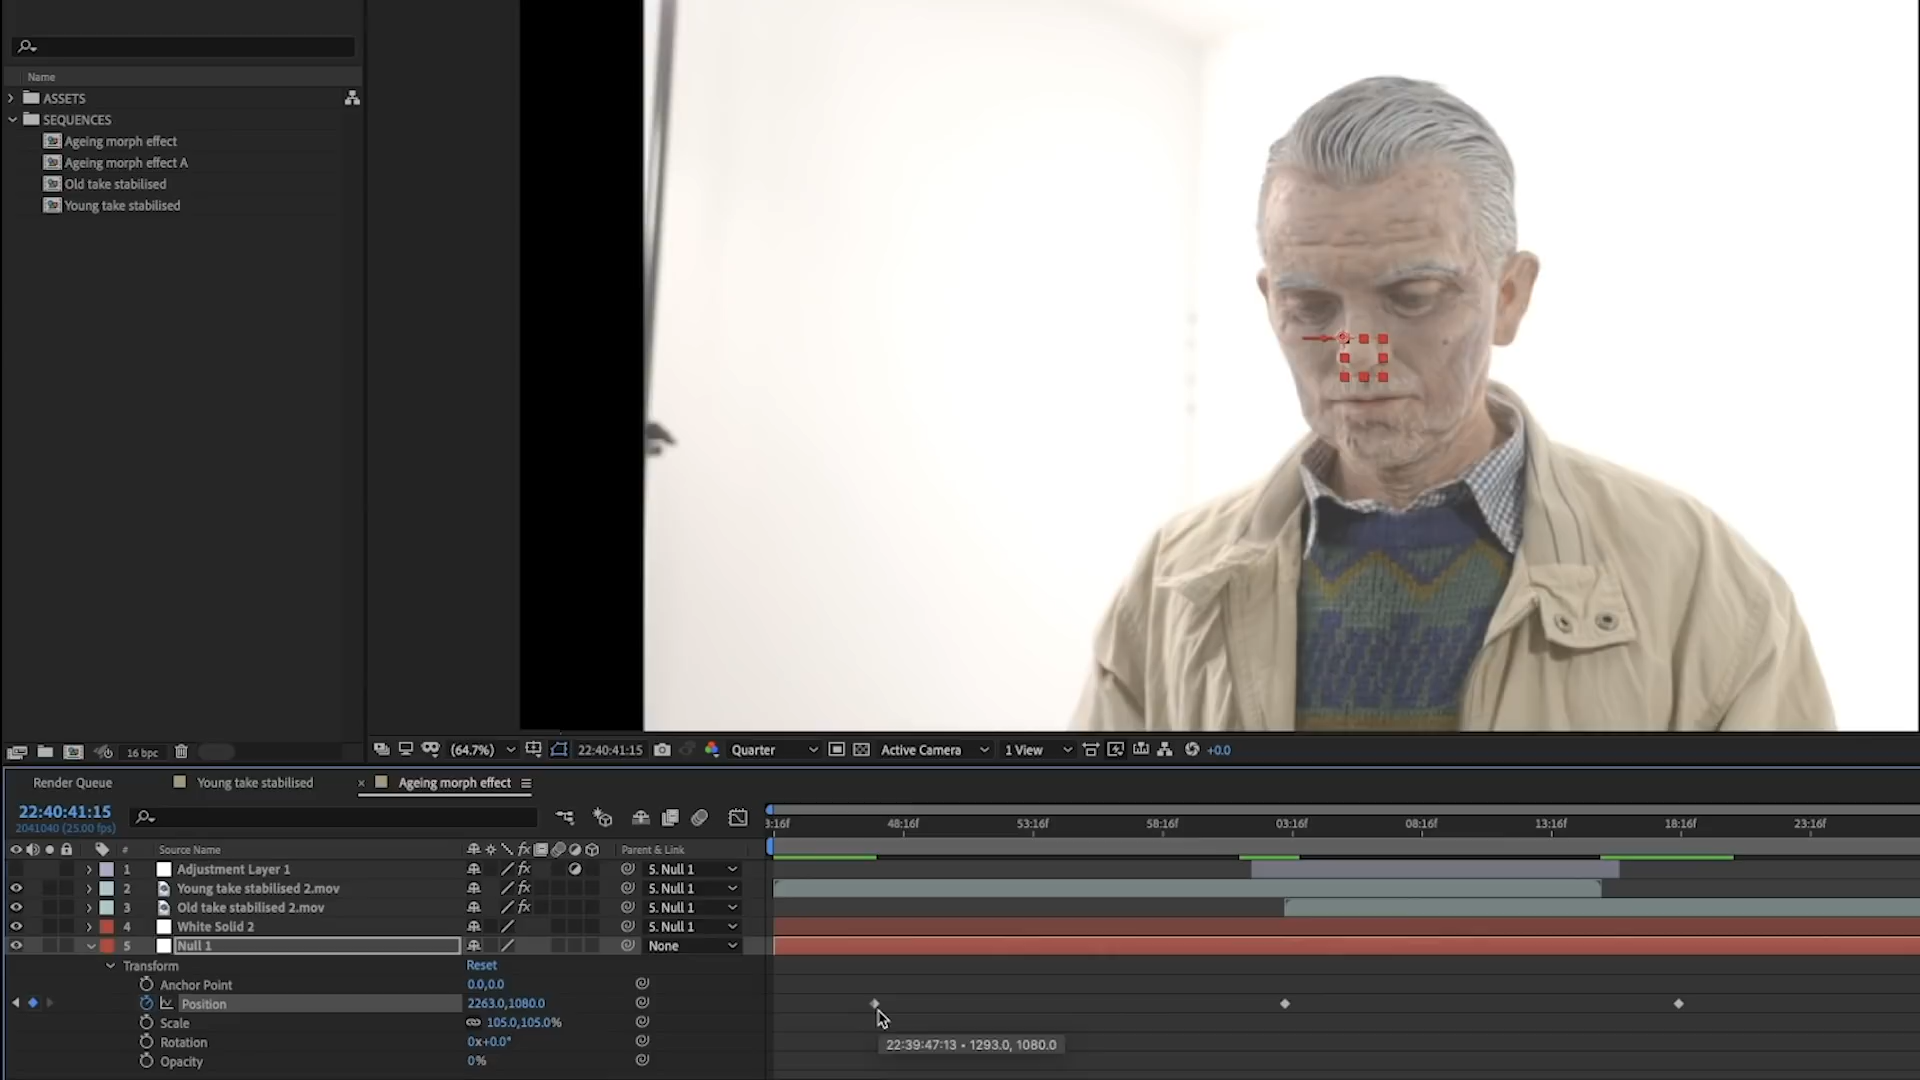 Name
ASSETS
SEQUENCES
Ageing morph effect
Ageing morph effect A
Old take stabilised
Young take stabilised
16 bpc
(64.7%)
22:40:41:15
Quarter
Active Camera
1 View
+0.0
Render Queue
Young take stabilised
× Ageing morph effect
22:40:41:15
2041040 (25.00 fps)
3:16f 48:16f 53:16f 58:16f 03:16f 08:16f 13:16f 18:16f 23:16f
# Source Name fx Parent & Link
1 Adjustment Layer 1 fx 5. Null 1
2 Young take stabilised 2.mov fx 5. Null 1
3 Old take stabilised 2.mov fx 5. Null 1
4 White Solid 2 5. Null 1
5 Null 1 None
Transform Reset
Anchor Point 0.0,0.0
Position 2263.0,1080.0
Scale 105.0,105.0%
Rotation 0x+0.0°
Opacity 0%
22:39:47:13 • 1293.0, 1080.0